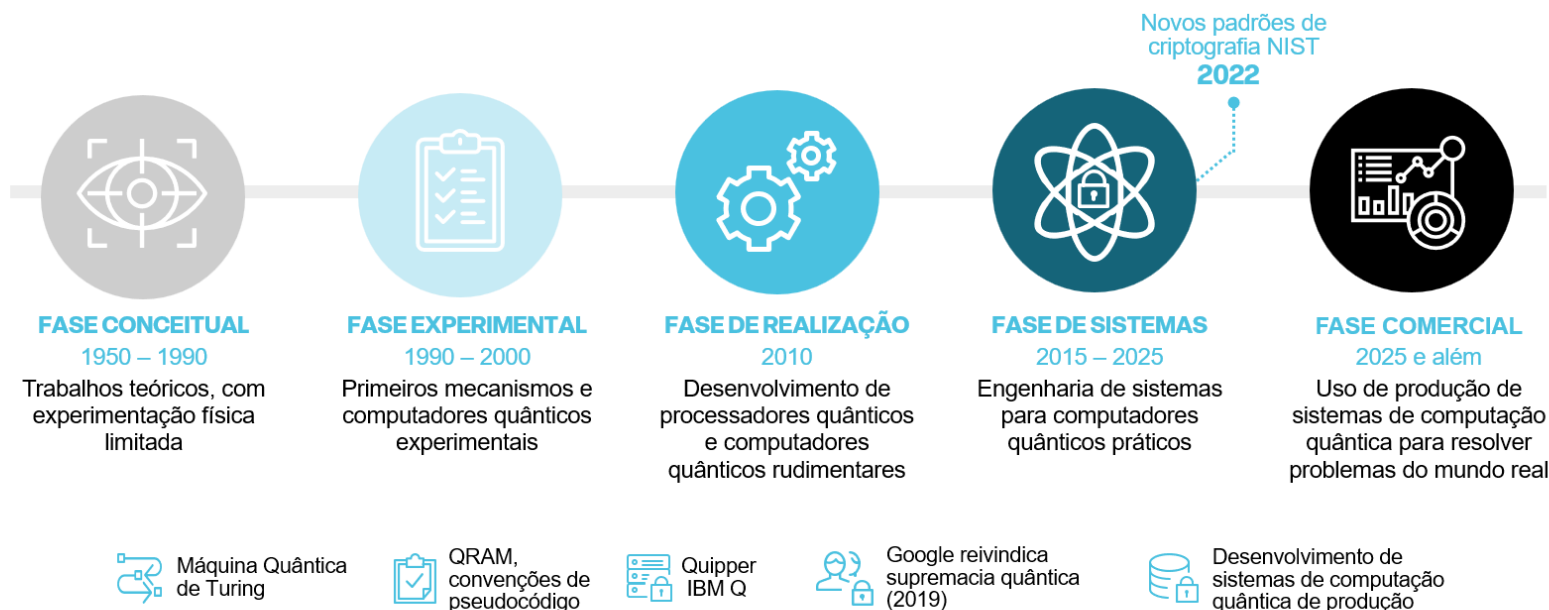 Novos padrões de
criptografia NIST
2022
FASE CONCEITUAL
1950 – 1990
Trabalhos teóricos, com
experimentação física
limitada
FASE EXPERIMENTAL
1990 – 2000
Primeiros mecanismos e
computadores quânticos
experimentais
FASE DE REALIZAÇÃO
2010
Desenvolvimento de
processadores quânticos
e computadores
quânticos rudimentares
FASE DE SISTEMAS
2015 – 2025
Engenharia de sistemas
para computadores
quânticos práticos
FASE COMERCIAL
2025 e além
Uso de produção de
sistemas de computação
quântica para resolver
problemas do mundo real
Máquina Quântica
de Turing
QRAM,
convenções de
pseudocódigo
Quipper
IBM Q
Google reivindica
supremacia quântica
(2019)
Desenvolvimento de
sistemas de computação
quântica de produção